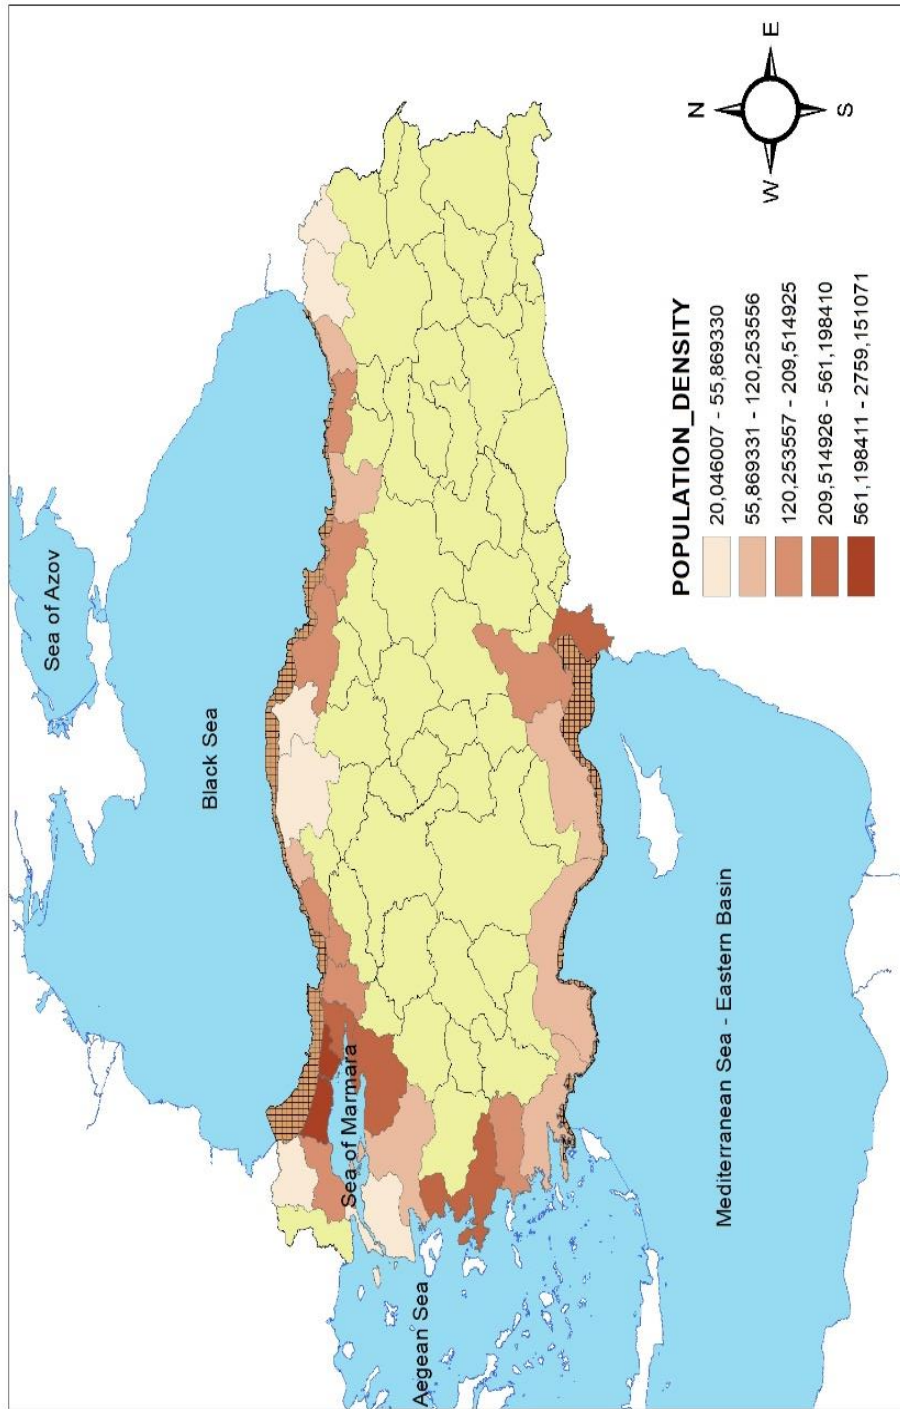 Sea of Azov
Black Sea
Sea of Marmara
Aegean Sea
Mediterranean Sea - Eastern Basin
POPULATION_DENSITY
20,046007 - 55,869330
55,869331 - 120,253556
120,253557 - 209,514925
209,514926 - 561,198410
561,198411 - 2759,151071
N
W
E
S